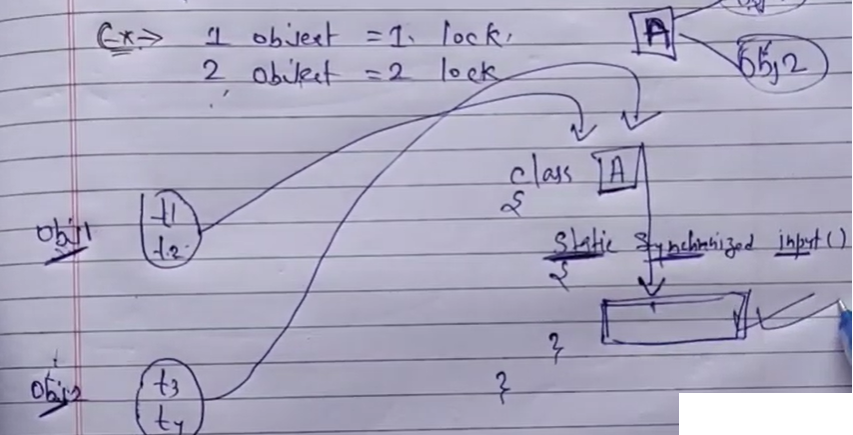 Ex⇒ 1 object = 1 lock.
2 object = 2 lock
A
Obj2
class A
{
Obj1
t1
t2
static synchronized input()
{
}
}
Obj2
t3
t4